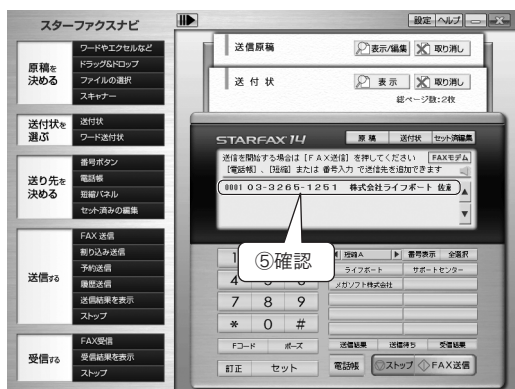 スターファクスナビ
設定 ヘルプ
原稿を
決める
ワードやエクセルなど
ドラッグ&ドロップ
ファイルの選択
スキャナー
送付状を
選ぶ
送付状
ワード送付状
送り先を
決める
番号ボタン
電話帳
短縮パネル
セット済みの編集
送信する
FAX 送信
割り込み送信
予約送信
履歴送信
送信結果を表示
ストップ
受信する
FAX受信
受信結果を表示
ストップ
送信原稿 表示/編集 取り消し
送 付 状 表 示 取り消し
総ページ数:2枚
STARFAX 14 原 稿 送付状 セット済編集
送信を開始する場合は [FAX送信] を押してください FAXモデム
[電話帳]、[短縮] または 番号入力 で送信先を追加できます
0001 03-3265-1251 株式会社ライフボート
⑤確認
1
短縮A 番号表示 全選択
ライフボート サポートセンター
4
メガソフト株式会社
7 8 9
* 0 #
Fコード ポーズ
送信結果 送信待ち 受信結果
訂正 セット
電話帳 ストップ FAX送信